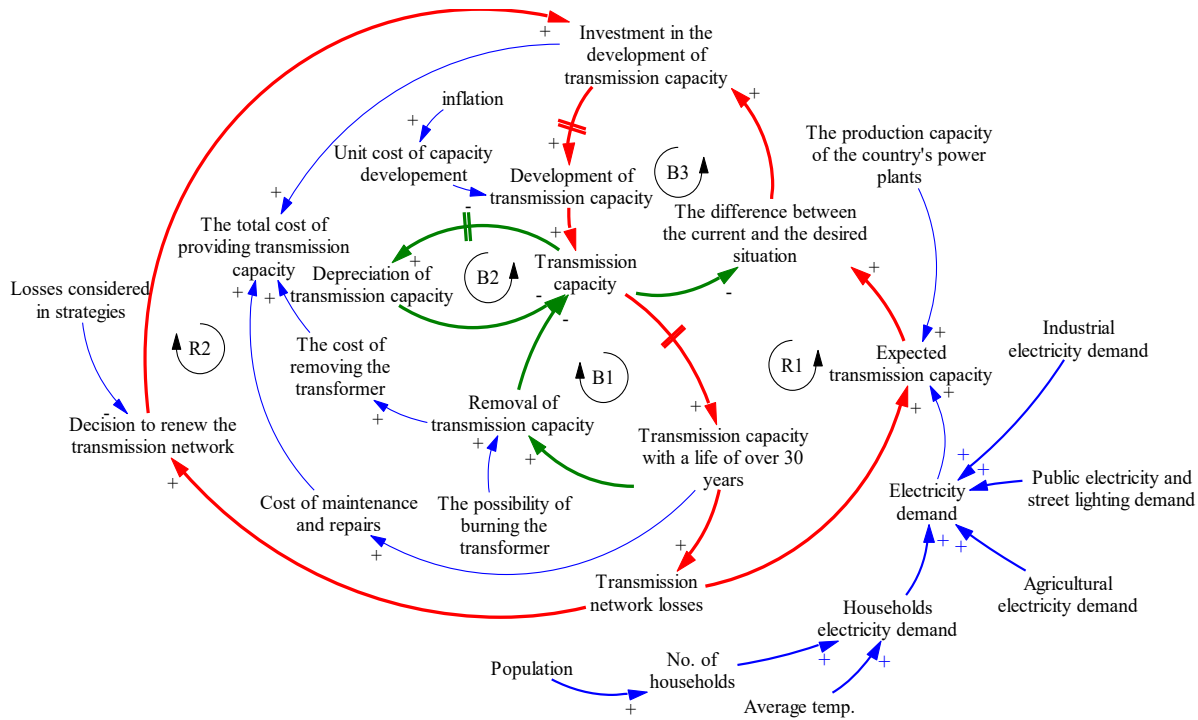 Investment in the
development of
transmission capacity
+
+
inflation
+
Unit cost of capacity
developement
+
Development of
transmission capacity
-
+
B3
The production capacity
of the country's power
plants
The difference between
the current and the desired
situation
+
The total cost of
providing transmission
capacity
+
+
+
Depreciation of
transmission capacity
B2
Transmission
capacity
-
-
-
+
+
Losses considered
in strategies
R2
The cost of
removing the
transformer
+
B1
R1
Expected
transmission capacity
+
+
Industrial
electricity demand
-
Decision to renew the
transmission network
+
Removal of
transmission capacity
+
+
+
Transmission capacity
with a life of over 30
years
Cost of maintenance
and repairs
+
The possibility of
burning the
transformer
+
+
Electricity
demand
Public electricity and
street lighting demand
+
+
+
Transmission
network losses
Agricultural
electricity demand
Households
electricity demand
+
+
Population
+
No. of
households
Average temp.